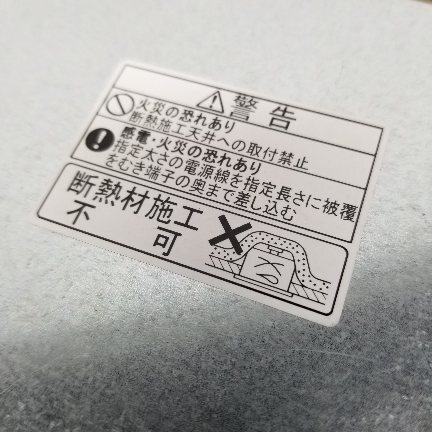 警告
火災の恐れあり
断熱施工天井への取付禁止
感電・火災の恐れあり
指定太さの電源線を指定長さに被覆
をむき端子の奥まで差し込む
断熱材施工
不可